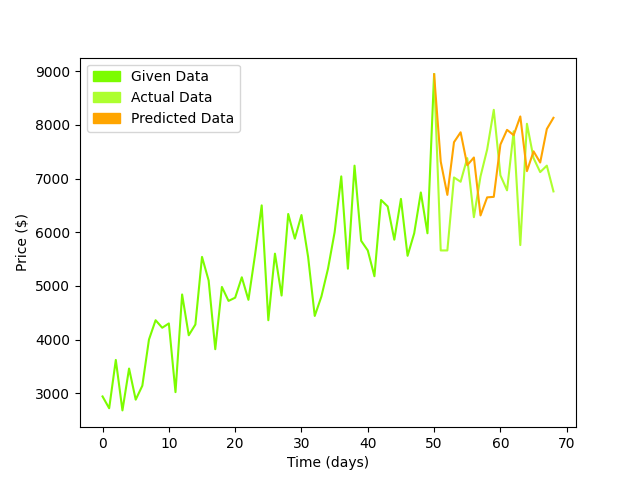 Given Data
Actual Data
Predicted Data
Price ($)
9000
8000
7000
6000
5000
4000
3000
0 10 20 30 40 50 60 70
Time (days)